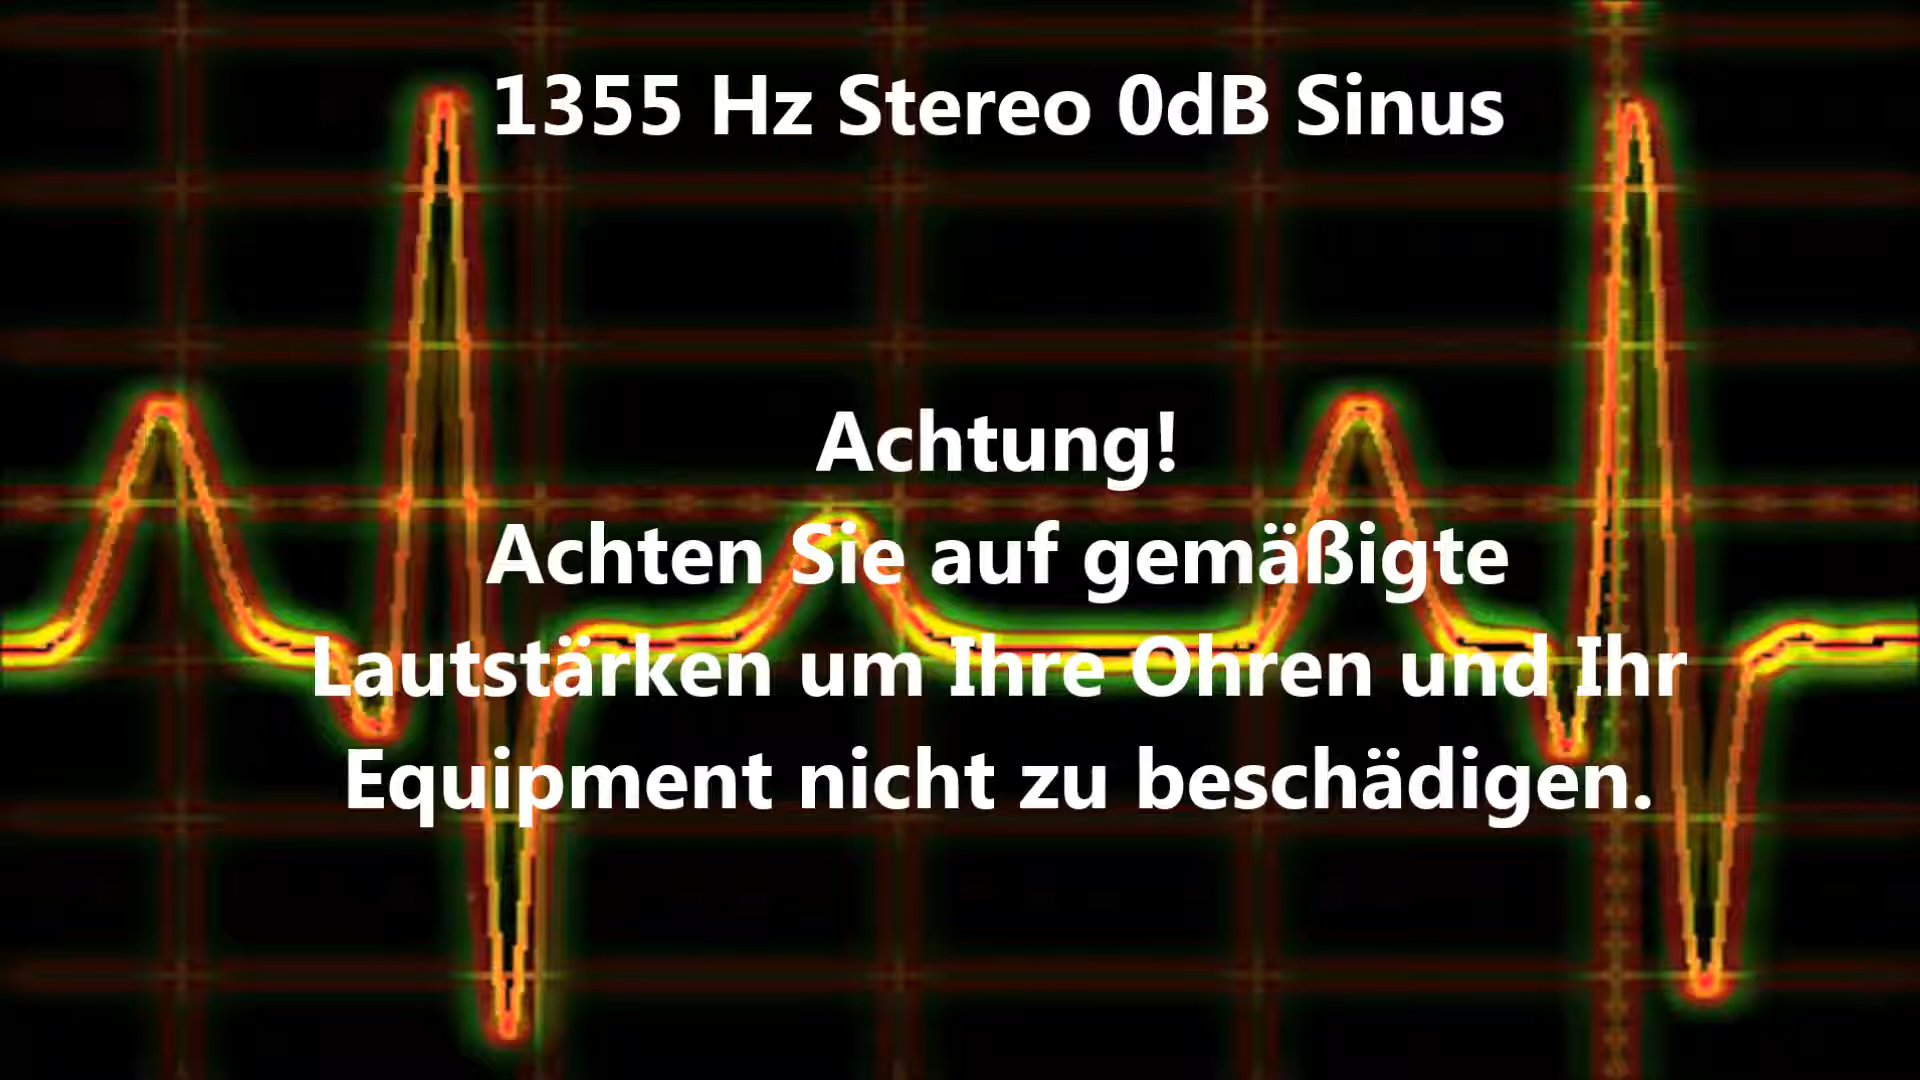 1355 Hz Stereo 0dB Sinus
Achtung!
Achten Sie auf gemäßigte
Lautstärken um Ihre Ohren und Ihr
Equipment nicht zu beschädigen.